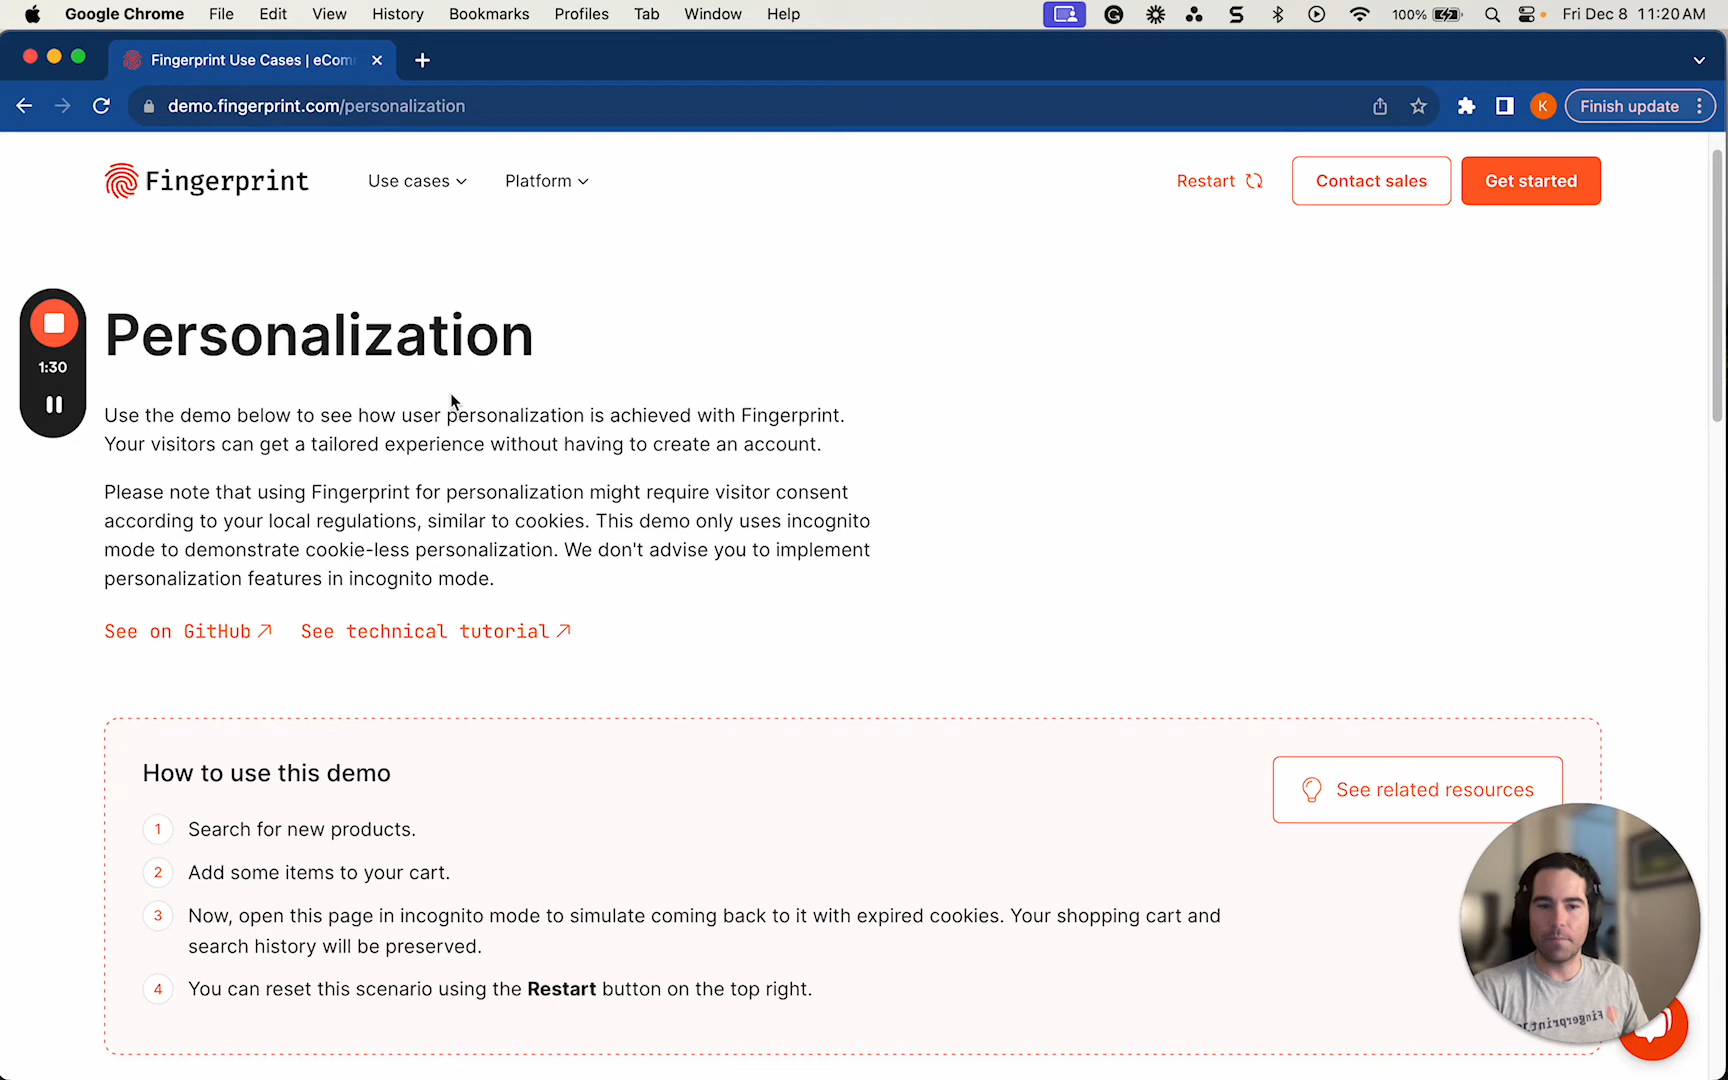 Google Chrome File Edit View History Bookmarks Profiles Tab Window Help 100% Fri Dec 8 11:20 AM
Fingerprint Use Cases | eCom
demo.fingerprint.com/personalization K Finish update
Fingerprint Use cases Platform Restart Contact sales Get started
Personalization
1:30
Use the demo below to see how user personalization is achieved with Fingerprint.
Your visitors can get a tailored experience without having to create an account.
Please note that using Fingerprint for personalization might require visitor consent
according to your local regulations, similar to cookies. This demo only uses incognito
mode to demonstrate cookie-less personalization. We don't advise you to implement
personalization features in incognito mode.
See on GitHub See technical tutorial
How to use this demo
See related resources
1 Search for new products.
2 Add some items to your cart.
3 Now, open this page in incognito mode to simulate coming back to it with expired cookies. Your shopping cart and
search history will be preserved.
4 You can reset this scenario using the Restart button on the top right.
Fingerprint